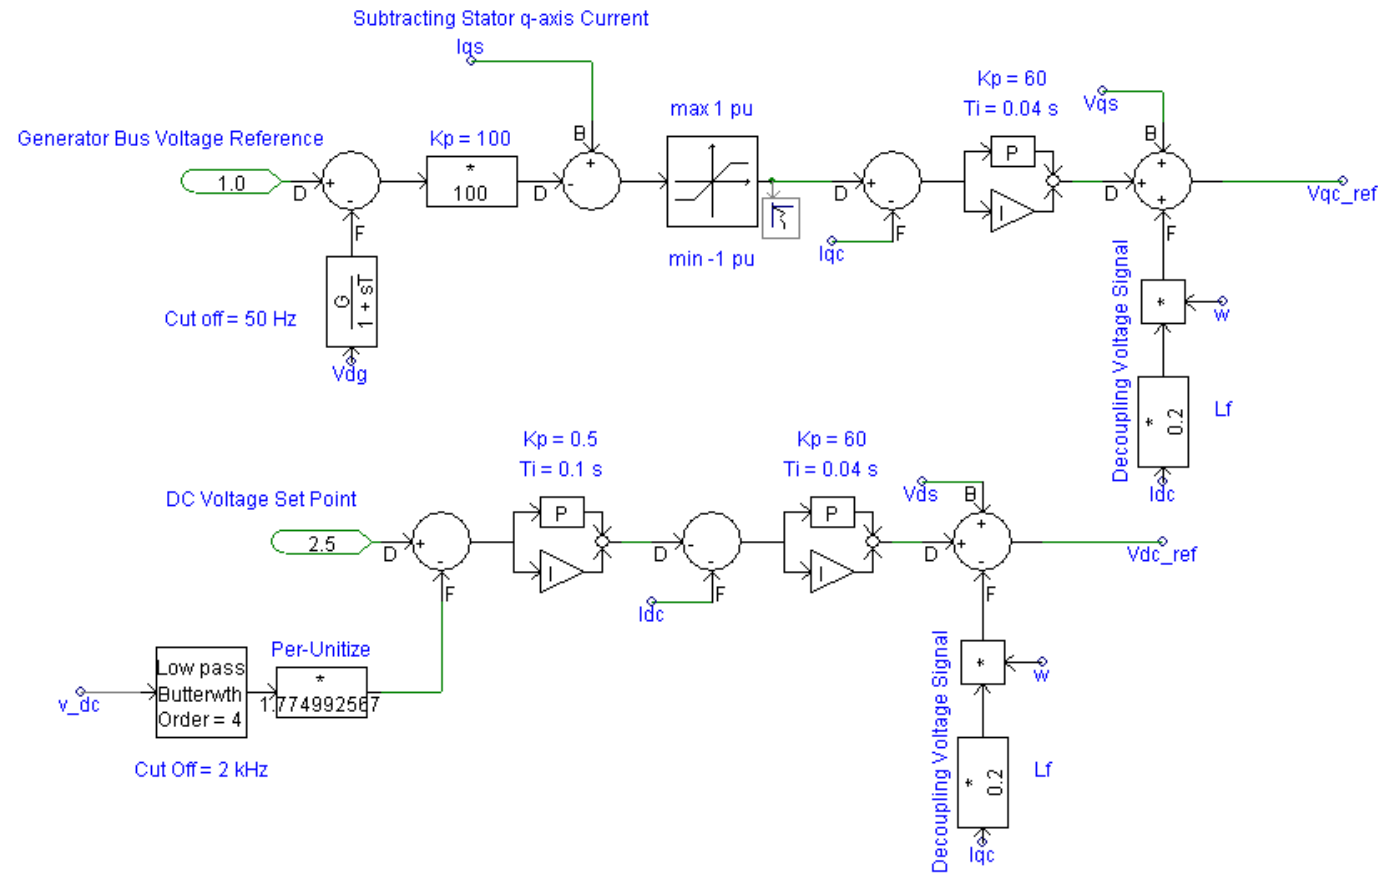 Subtracting Stator q-axis Current
Iqs
Kp = 60
Ti = 0.04 s
max 1 pu
Vqs
Generator Bus Voltage Reference
Kp = 100
B
+
B
+
1.0
D
+
-
*
100
D
-
D
+
-
P
I
D
+
+
Vqc_ref
F
Iqc
F
F
min -1 pu
G
1 + sT
Cut off = 50 Hz
Vdg
Decoupling Voltage Signal
*
w
*
0.2
Lf
Idc
Kp = 0.5
Ti = 0.1 s
Kp = 60
Ti = 0.04 s
DC Voltage Set Point
Vds
B
+
2.5
D
+
-
P
I
D
-
-
P
I
D
+
-
Vdc_ref
F
Idc
F
F
Per-Unitize
v_dc
Low pass
Butterwth
Order = 4
*
1.774992567
Cut Off = 2 kHz
Decoupling Voltage Signal
*
w
*
0.2
Lf
Iqc